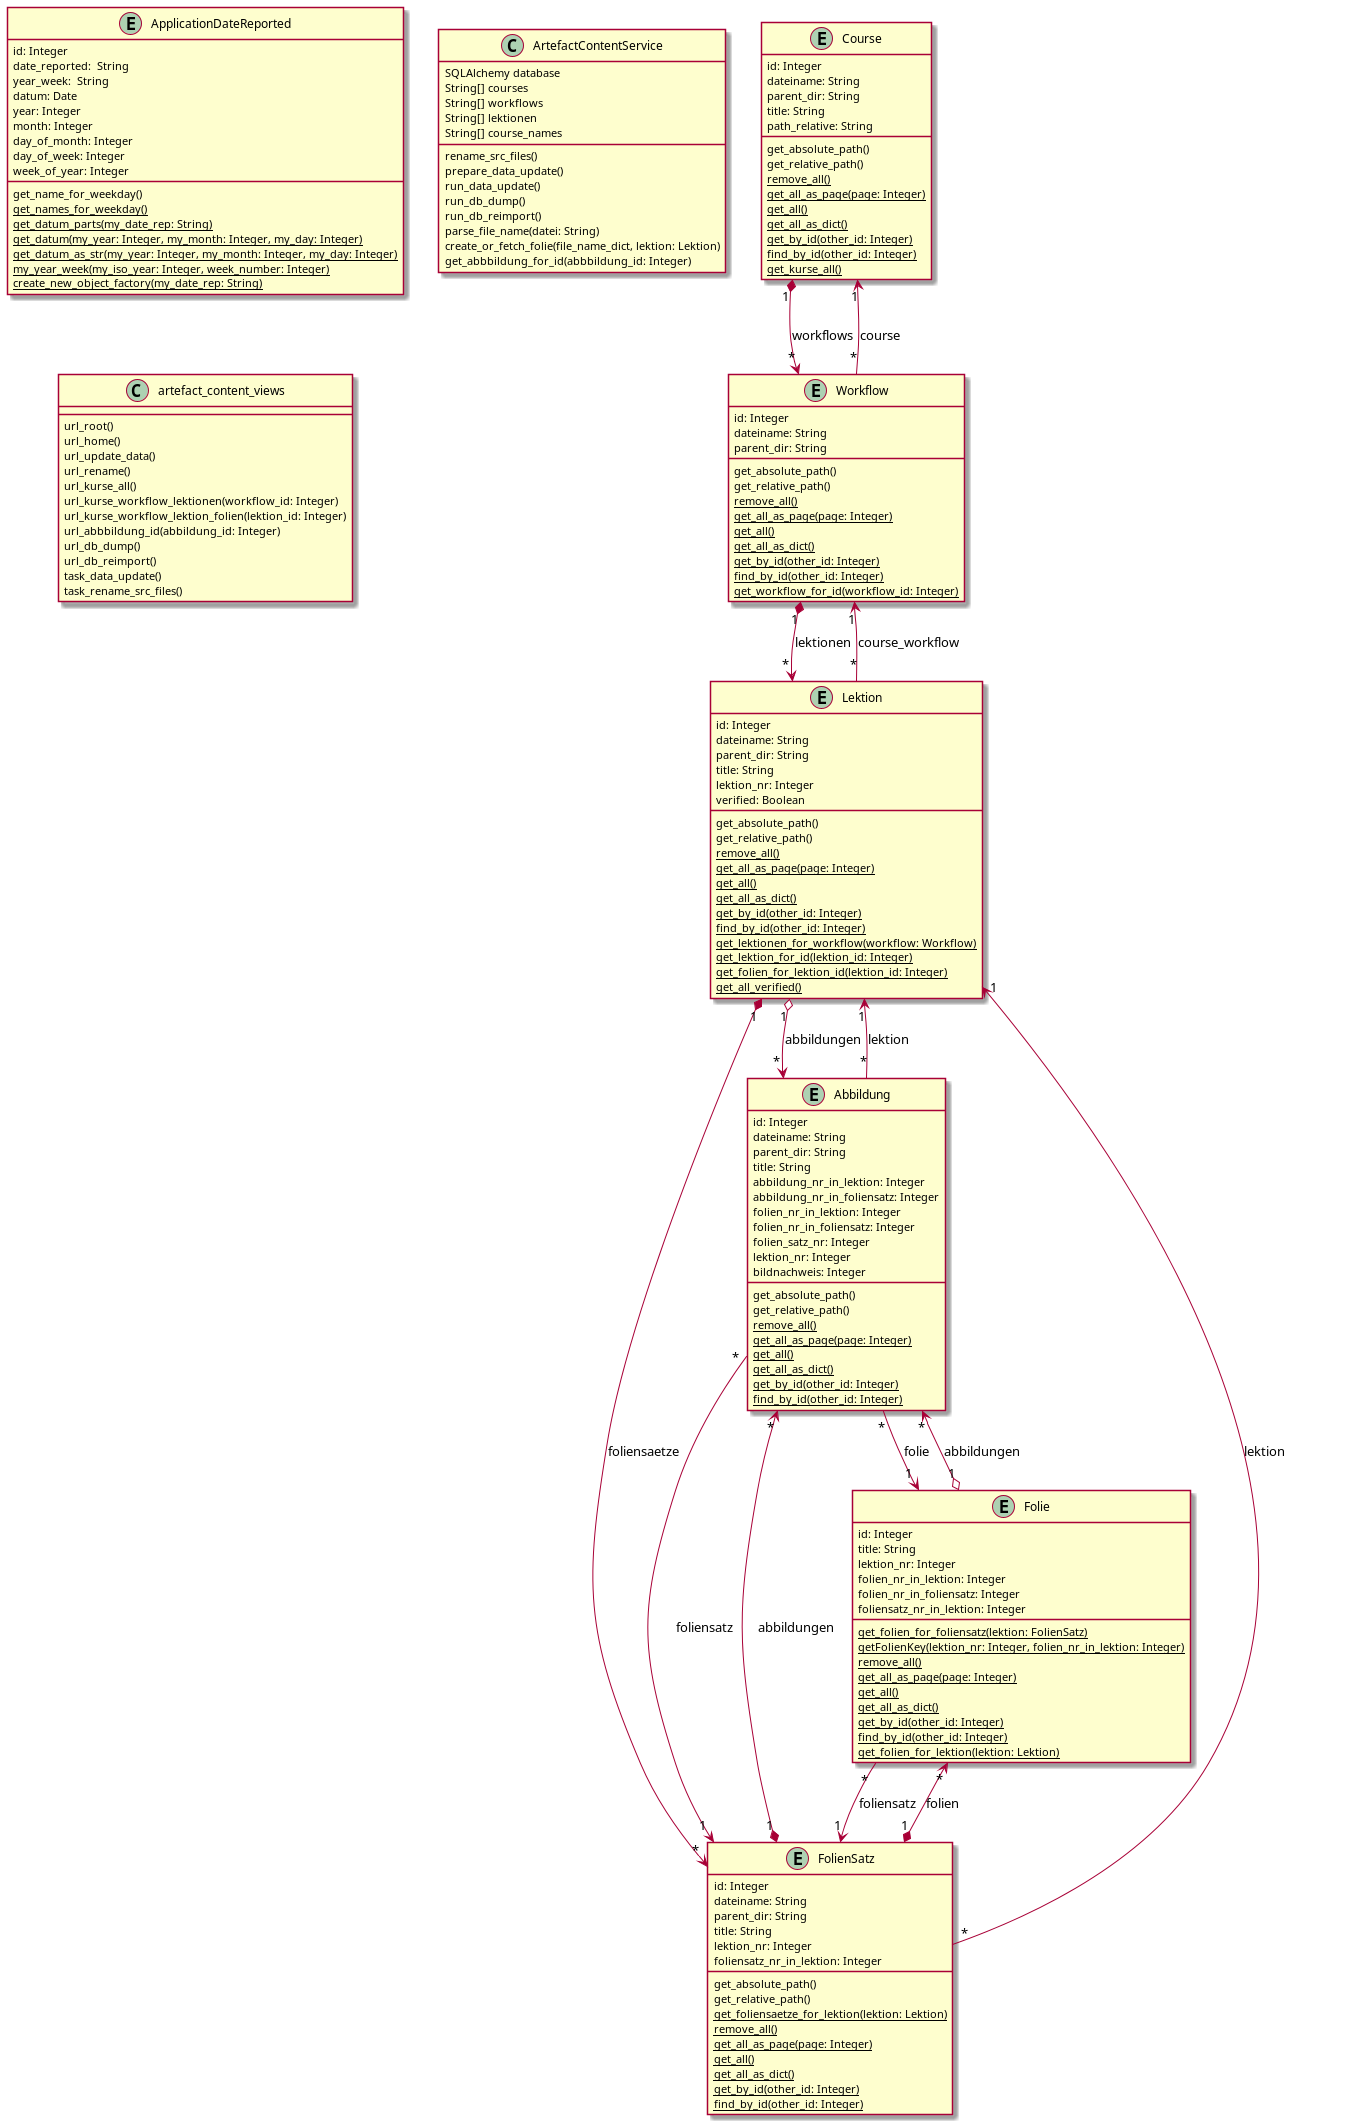 E ApplicationDateReported
id: Integer
date_reported:  String
year_week:  String
datum: Date
year: Integer
month: Integer
day_of_month: Integer
day_of_week: Integer
week_of_year: Integer
get_name_for_weekday()
get_names_for_weekday()
get_datum_parts(my_date_rep: String)
get_datum(my_year: Integer, my_month: Integer, my_day: Integer)
get_datum_as_str(my_year: Integer, my_month: Integer, my_day: Integer)
my_year_week(my_iso_year: Integer, week_number: Integer)
create_new_object_factory(my_date_rep: String)
C ArtefactContentService
SQLAlchemy database
String[] courses
String[] workflows
String[] lektionen
String[] course_names
rename_src_files()
prepare_data_update()
run_data_update()
run_db_dump()
run_db_reimport()
parse_file_name(datei: String)
create_or_fetch_folie(file_name_dict, lektion: Lektion)
get_abbbildung_for_id(abbbildung_id: Integer)
E Course
id: Integer
dateiname: String
parent_dir: String
title: String
path_relative: String
get_absolute_path()
get_relative_path()
remove_all()
get_all_as_page(page: Integer)
get_all()
get_all_as_dict()
get_by_id(other_id: Integer)
find_by_id(other_id: Integer)
get_kurse_all()
1
1
workflows
course
*
*
C artefact_content_views
url_root()
url_home()
url_update_data()
url_rename()
url_kurse_all()
url_kurse_workflow_lektionen(workflow_id: Integer)
url_kurse_workflow_lektion_folien(lektion_id: Integer)
url_abbbildung_id(abbildung_id: Integer)
url_db_dump()
url_db_reimport()
task_data_update()
task_rename_src_files()
E Workflow
id: Integer
dateiname: String
parent_dir: String
get_absolute_path()
get_relative_path()
remove_all()
get_all_as_page(page: Integer)
get_all()
get_all_as_dict()
get_by_id(other_id: Integer)
find_by_id(other_id: Integer)
get_workflow_for_id(workflow_id: Integer)
1
1
lektionen
course_workflow
*
*
E Lektion
id: Integer
dateiname: String
parent_dir: String
title: String
lektion_nr: Integer
verified: Boolean
get_absolute_path()
get_relative_path()
remove_all()
get_all_as_page(page: Integer)
get_all()
get_all_as_dict()
get_by_id(other_id: Integer)
find_by_id(other_id: Integer)
get_lektionen_for_workflow(workflow: Workflow)
get_lektion_for_id(lektion_id: Integer)
get_folien_for_lektion_id(lektion_id: Integer)
get_all_verified()
1
1
1
1
abbildungen
lektion
*
*
E Abbildung
id: Integer
dateiname: String
parent_dir: String
title: String
abbildung_nr_in_lektion: Integer
abbildung_nr_in_foliensatz: Integer
folien_nr_in_lektion: Integer
folien_nr_in_foliensatz: Integer
folien_satz_nr: Integer
lektion_nr: Integer
bildnachweis: Integer
get_absolute_path()
get_relative_path()
remove_all()
get_all_as_page(page: Integer)
get_all()
get_all_as_dict()
get_by_id(other_id: Integer)
find_by_id(other_id: Integer)
*
*
*
*
foliensaetze
folie
abbildungen
lektion
1
1
E Folie
id: Integer
title: String
lektion_nr: Integer
folien_nr_in_lektion: Integer
folien_nr_in_foliensatz: Integer
foliensatz_nr_in_lektion: Integer
get_folien_for_foliensatz(lektion: FolienSatz)
getFolienKey(lektion_nr: Integer, folien_nr_in_lektion: Integer)
remove_all()
get_all_as_page(page: Integer)
get_all()
get_all_as_dict()
get_by_id(other_id: Integer)
find_by_id(other_id: Integer)
get_folien_for_lektion(lektion: Lektion)
foliensatz
abbildungen
*
*
foliensatz
folien
1
1
1
1
*
E FolienSatz
id: Integer
dateiname: String
parent_dir: String
title: String
lektion_nr: Integer
foliensatz_nr_in_lektion: Integer
get_absolute_path()
get_relative_path()
get_foliensaetze_for_lektion(lektion: Lektion)
remove_all()
get_all_as_page(page: Integer)
get_all()
get_all_as_dict()
get_by_id(other_id: Integer)
find_by_id(other_id: Integer)
*